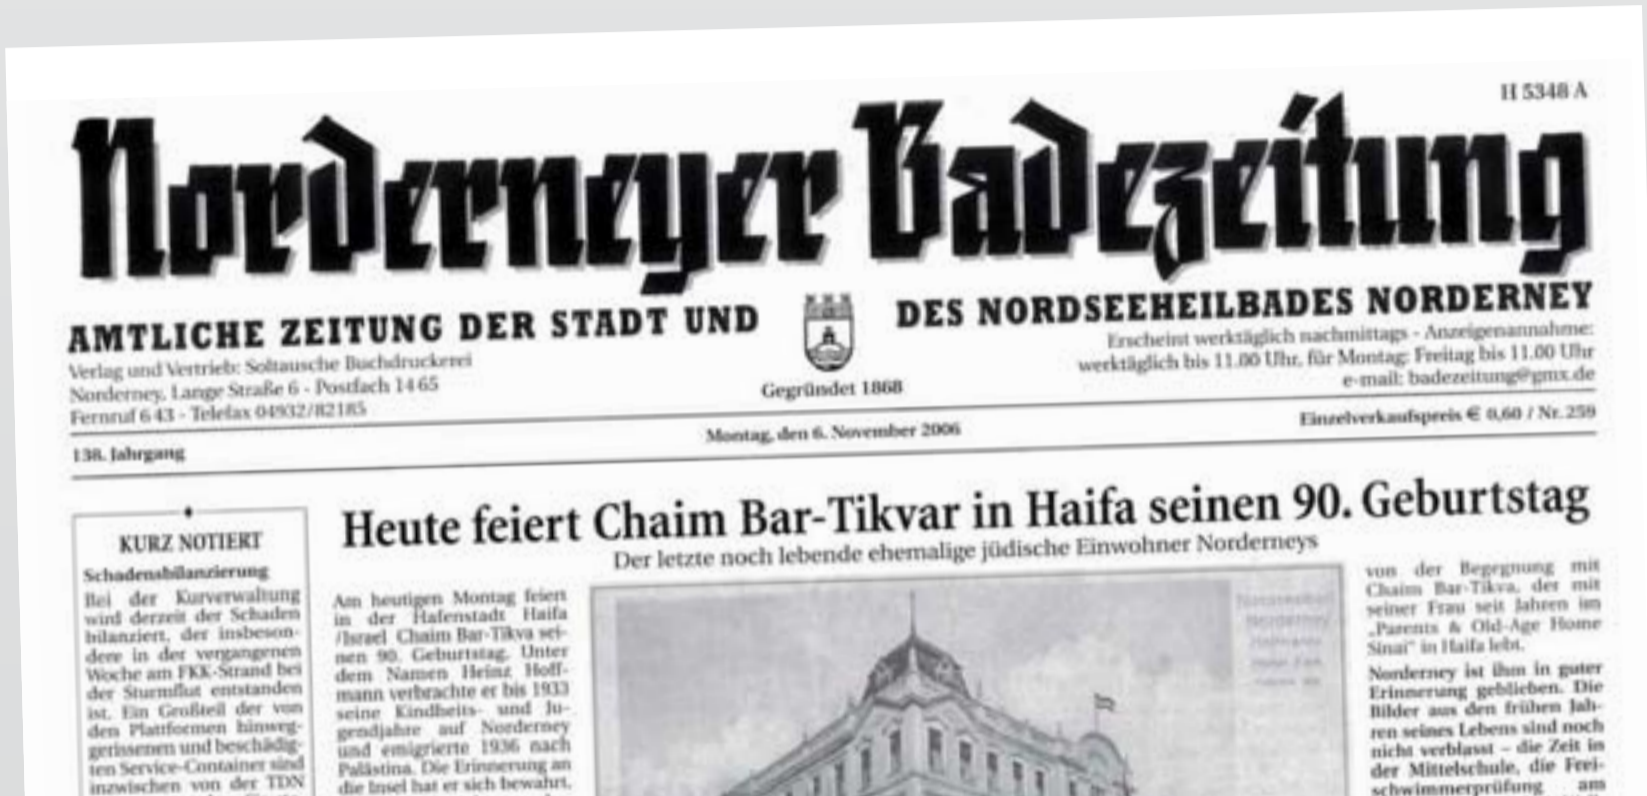 H 5348 A
Norderneyer Badezeitung
AMTLICHE ZEITUNG DER STADT UND
DES NORDSEEHEILBADES NORDERNEY
Verlag und Vertrieb: Soltausche Buchdruckerei
Norderney, Lange Straße 6 - Postfach 14 65
Fernruf 6 43 - Telefax 04932/82185
Gegründet 1868
Erscheint werktäglich nachmittags - Anzeigenannahme:
werktäglich bis 11.00 Uhr, für Montag: Freitag bis 11.00 Uhr
e-mail: badezeitung@gmx.de
138. Jahrgang
Montag, den 6. November 2006
Einzelverkaufspreis € 0,60 / Nr. 259
KURZ NOTIERT
Schadensbilanzierung
Bei der Kurverwaltung
wird derzeit der Schaden
bilanziert, der insbeson-
dere in der vergangenen
Woche am FKK-Strand bei
der Sturmflut entstanden
ist. Ein Großteil der von
den Plattformen hinweg-
gerissenen und beschädig-
ten Service-Container sind
inzwischen von der TDN
Heute feiert Chaim Bar-Tikvar in Haifa seinen 90. Geburtstag
Der letzte noch lebende ehemalige jüdische Einwohner Norderneys
Am heutigen Montag feiert
in der Hafenstadt Haifa
/Israel Chaim Bar-Tikva sei-
nen 90. Geburtstag. Unter
dem Namen Heinz Hoff-
mann verbrachte er bis 1933
seine Kindheits- und Ju-
gendjahre auf Norderney
und emigrierte 1936 nach
Palästina. Die Erinnerung an
die Insel hat er sich bewahrt,
Norderney
von der Begegnung mit
Chaim Bar-Tikva, der mit
seiner Frau seit Jahren im
„Parents & Old-Age Home
Sinai" in Haifa lebt.
Norderney ist ihm in guter
Erinnerung geblieben. Die
Bilder aus den frühen Jah-
ren seines Lebens sind noch
nicht verblasst – die Zeit in
der Mittelschule, die Frei-
schwimmerprüfung am